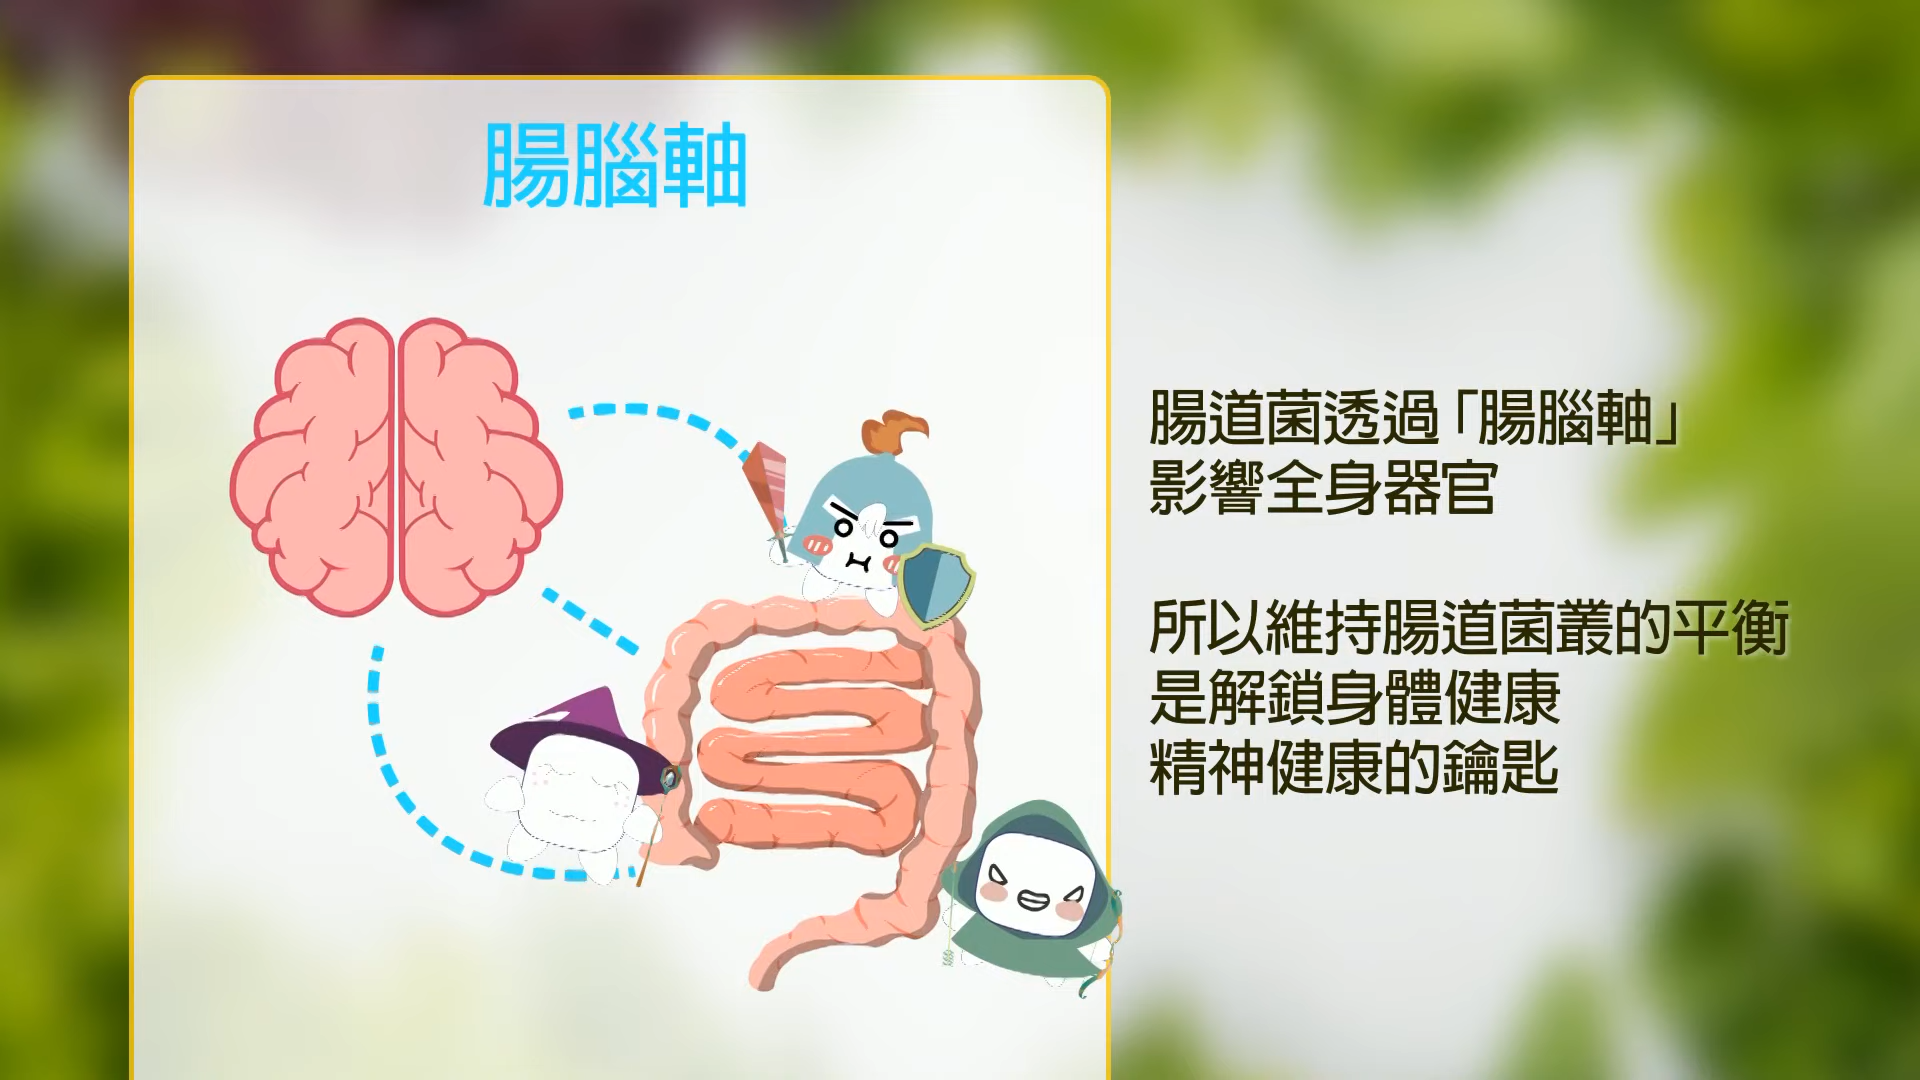 腸腦軸
腸道菌透過「腸腦軸」
影響全身器官
所以維持腸道菌叢的平衡
是解鎖身體健康
精神健康的鑰匙